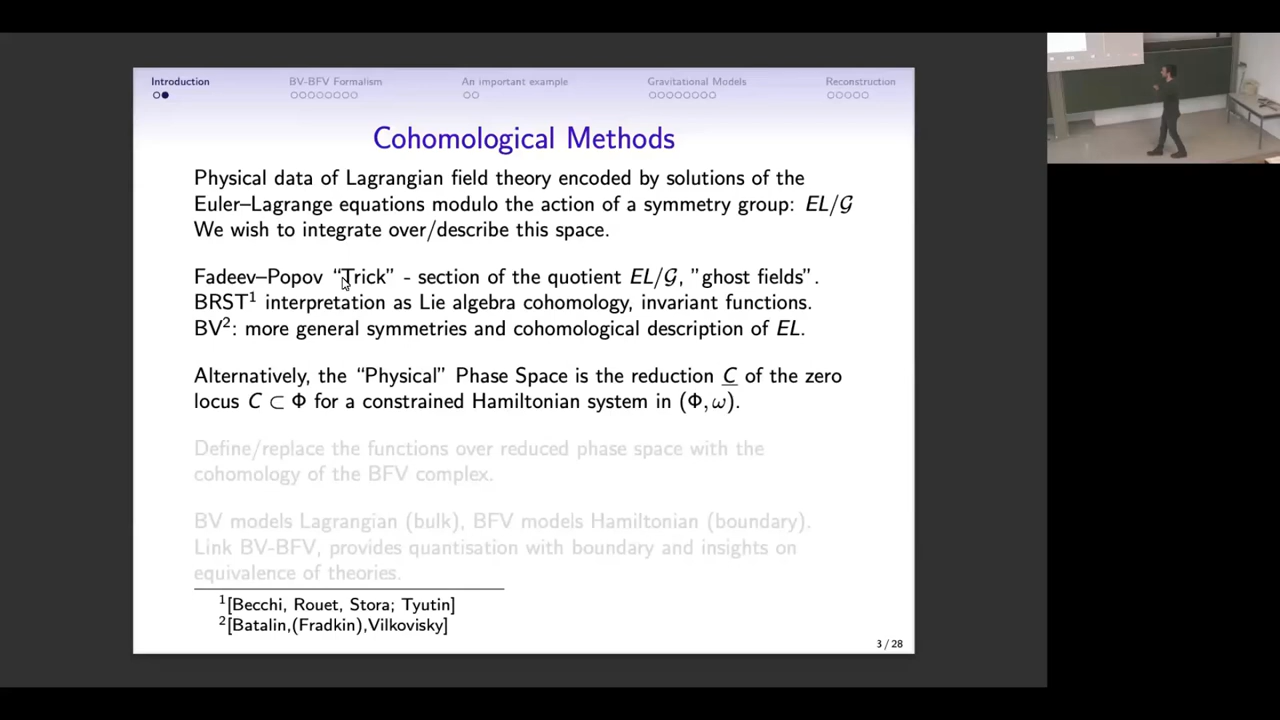 Introduction BV-BFV Formalism An important example Gravitational Models Reconstruction
Cohomological Methods
Physical data of Lagrangian field theory encoded by solutions of the
Euler–Lagrange equations modulo the action of a symmetry group: EL/𝒢
We wish to integrate over/describe this space.
Fadeev–Popov “Trick” - section of the quotient EL/𝒢, ”ghost fields”.
BRST¹ interpretation as Lie algebra cohomology, invariant functions.
BV²: more general symmetries and cohomological description of EL.
Alternatively, the “Physical” Phase Space is the reduction C̲ of the zero
locus C ⊂ Φ for a constrained Hamiltonian system in (Φ, ω).
Define/replace the functions over reduced phase space with the
cohomology of the BFV complex.
BV models Lagrangian (bulk), BFV models Hamiltonian (boundary).
Link BV-BFV, provides quantisation with boundary and insights on
equivalence of theories.
¹[Becchi, Rouet, Stora; Tyutin]
²[Batalin,(Fradkin),Vilkovisky]
3 / 28